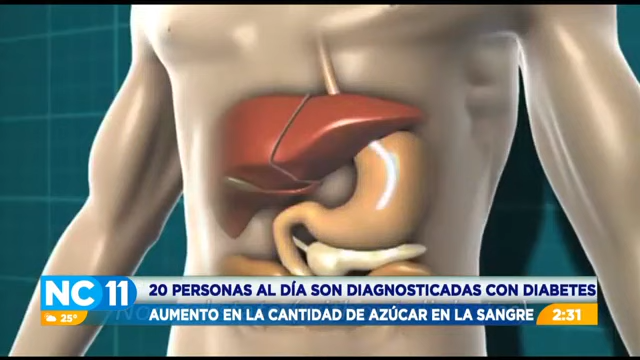 20 PERSONAS AL DÍA SON DIAGNOSTICADAS CON DIABETES
NC 11
AUMENTO EN LA CANTIDAD DE AZÚCAR EN LA SANGRE
25°
2:31